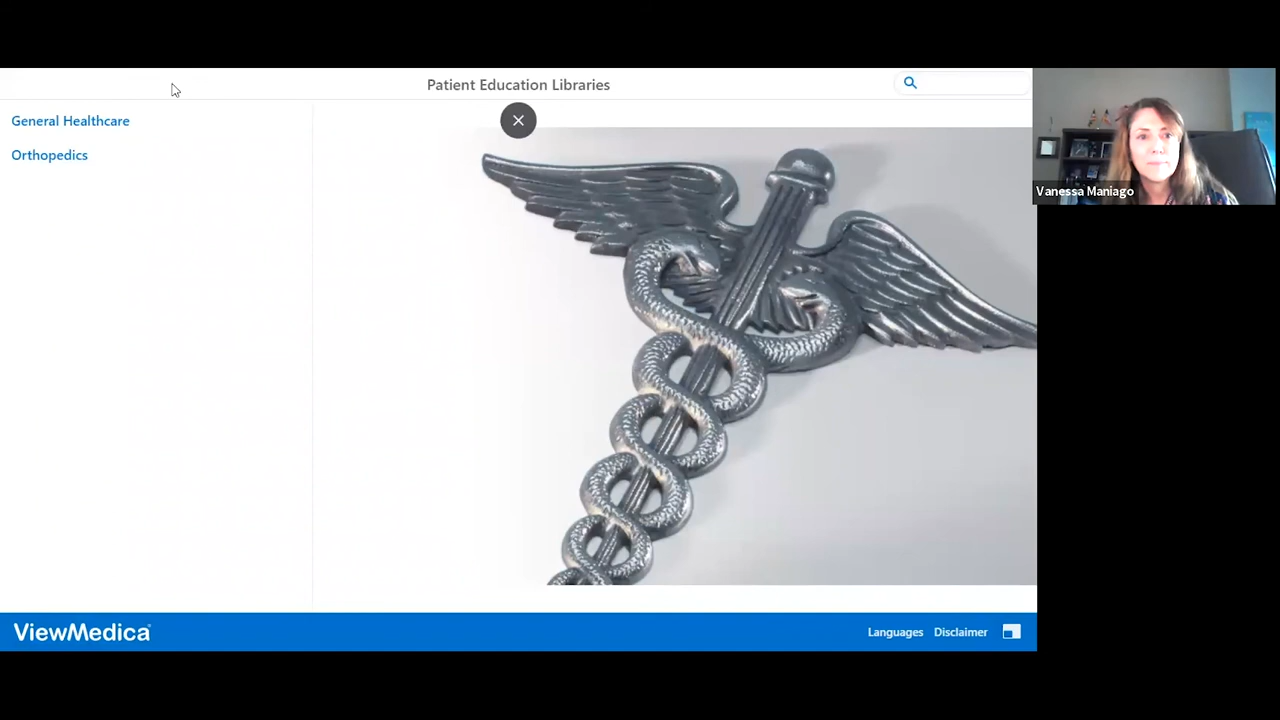 Patient Education Libraries
General Healthcare
Orthopedics
Vanessa Maniago
ViewMedica
Languages Disclaimer